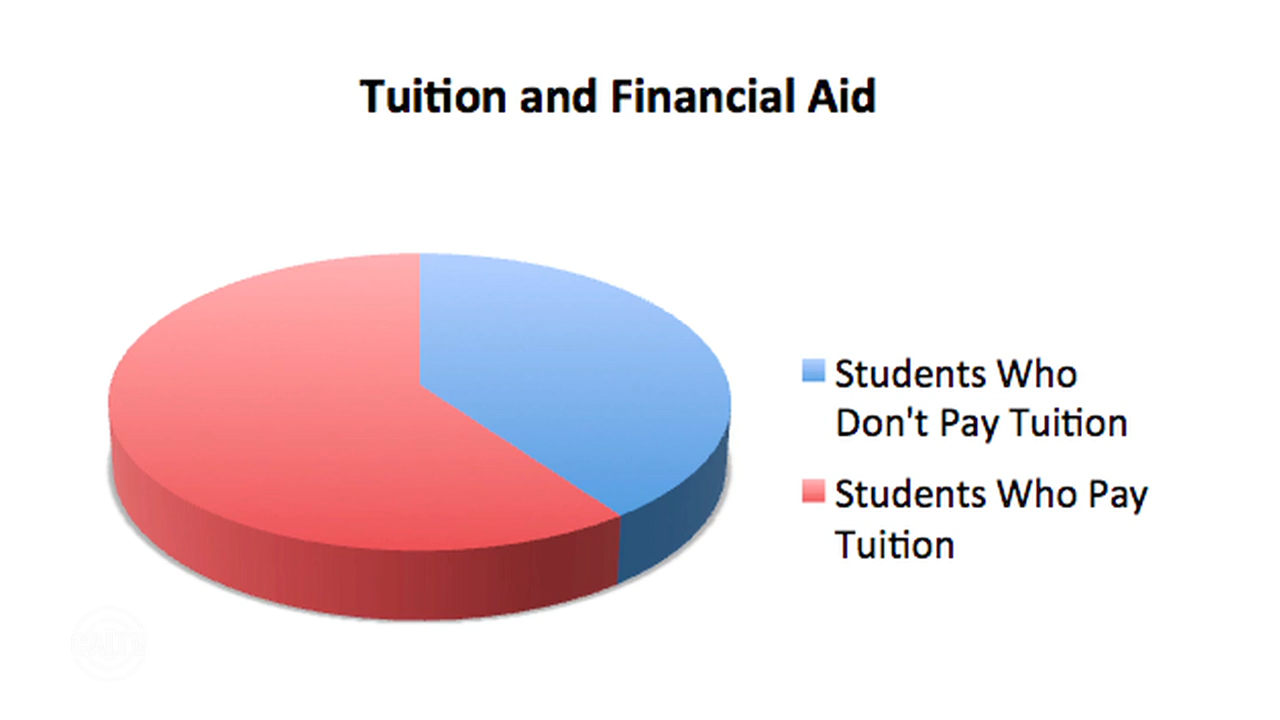 Tuition and Financial Aid
Students Who
Don't Pay Tuition
Students Who Pay
Tuition